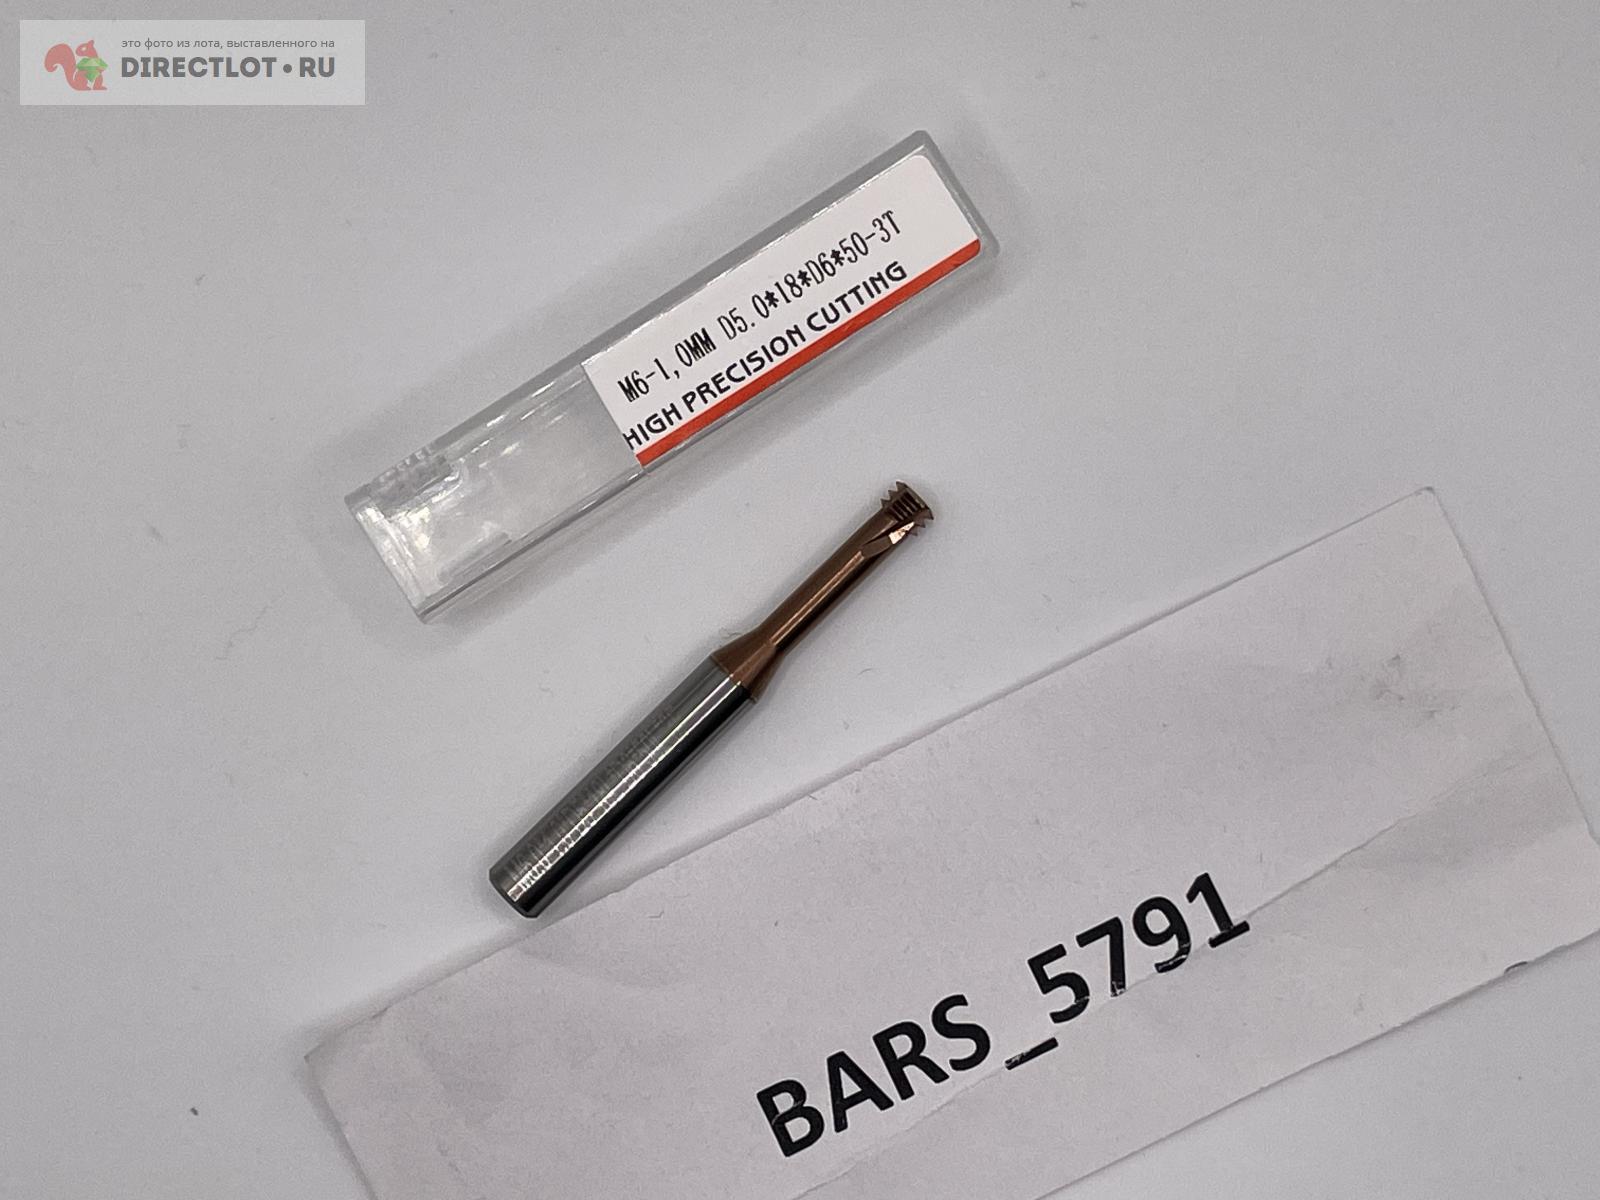 это фото из лота, выставленного на
DIRECTLOT•RU
M6-1,0MM D5.0*18*D6*50-3T
HIGH PRECISION CUTTING
BARS_5791